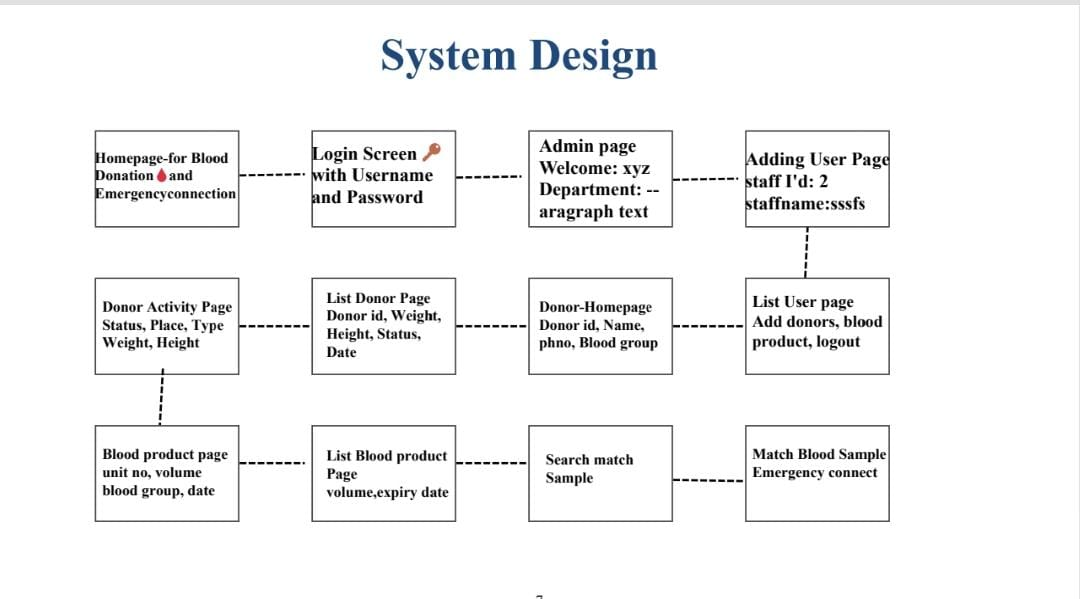 System Design
Homepage-for Blood
Donation🩸and
Emergencyconnection
Login Screen 🔑
with Username
and Password
Admin page
Welcome: xyz
Department: --
aragraph text
Adding User Page
staff I'd: 2
staffname:sssfs
Donor Activity Page
Status, Place, Type
Weight, Height
List Donor Page
Donor id, Weight,
Height, Status,
Date
Donor-Homepage
Donor id, Name,
phno, Blood group
List User page
Add donors, blood
product, logout
Blood product page
unit no, volume
blood group, date
List Blood product
Page
volume,expiry date
Search match
Sample
Match Blood Sample
Emergency connect